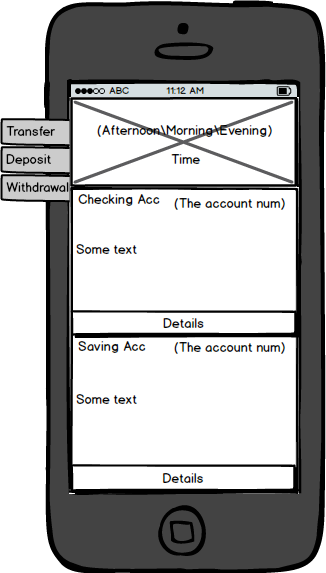 ABC 11:12 AM
(Afternoon\Morning\Evening)
Time
Transfer
Deposit
Withdrawal
Checking Acc (The account num)
Some text
Details
Saving Acc (The account num)
Some text
Details